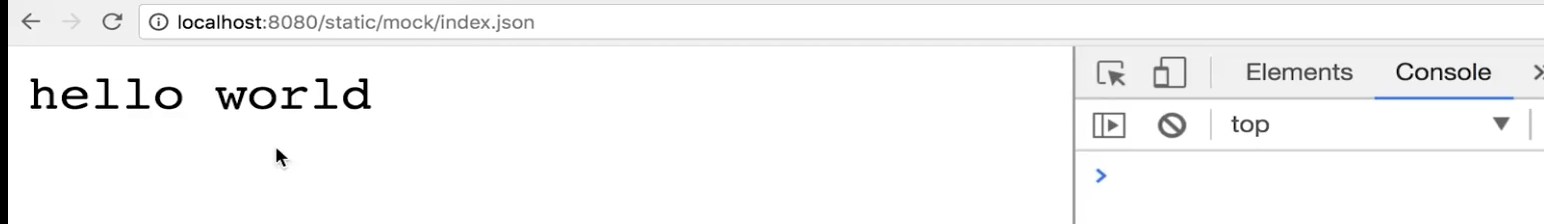 localhost:8080/static/mock/index.json
hello world
Elements Console
top